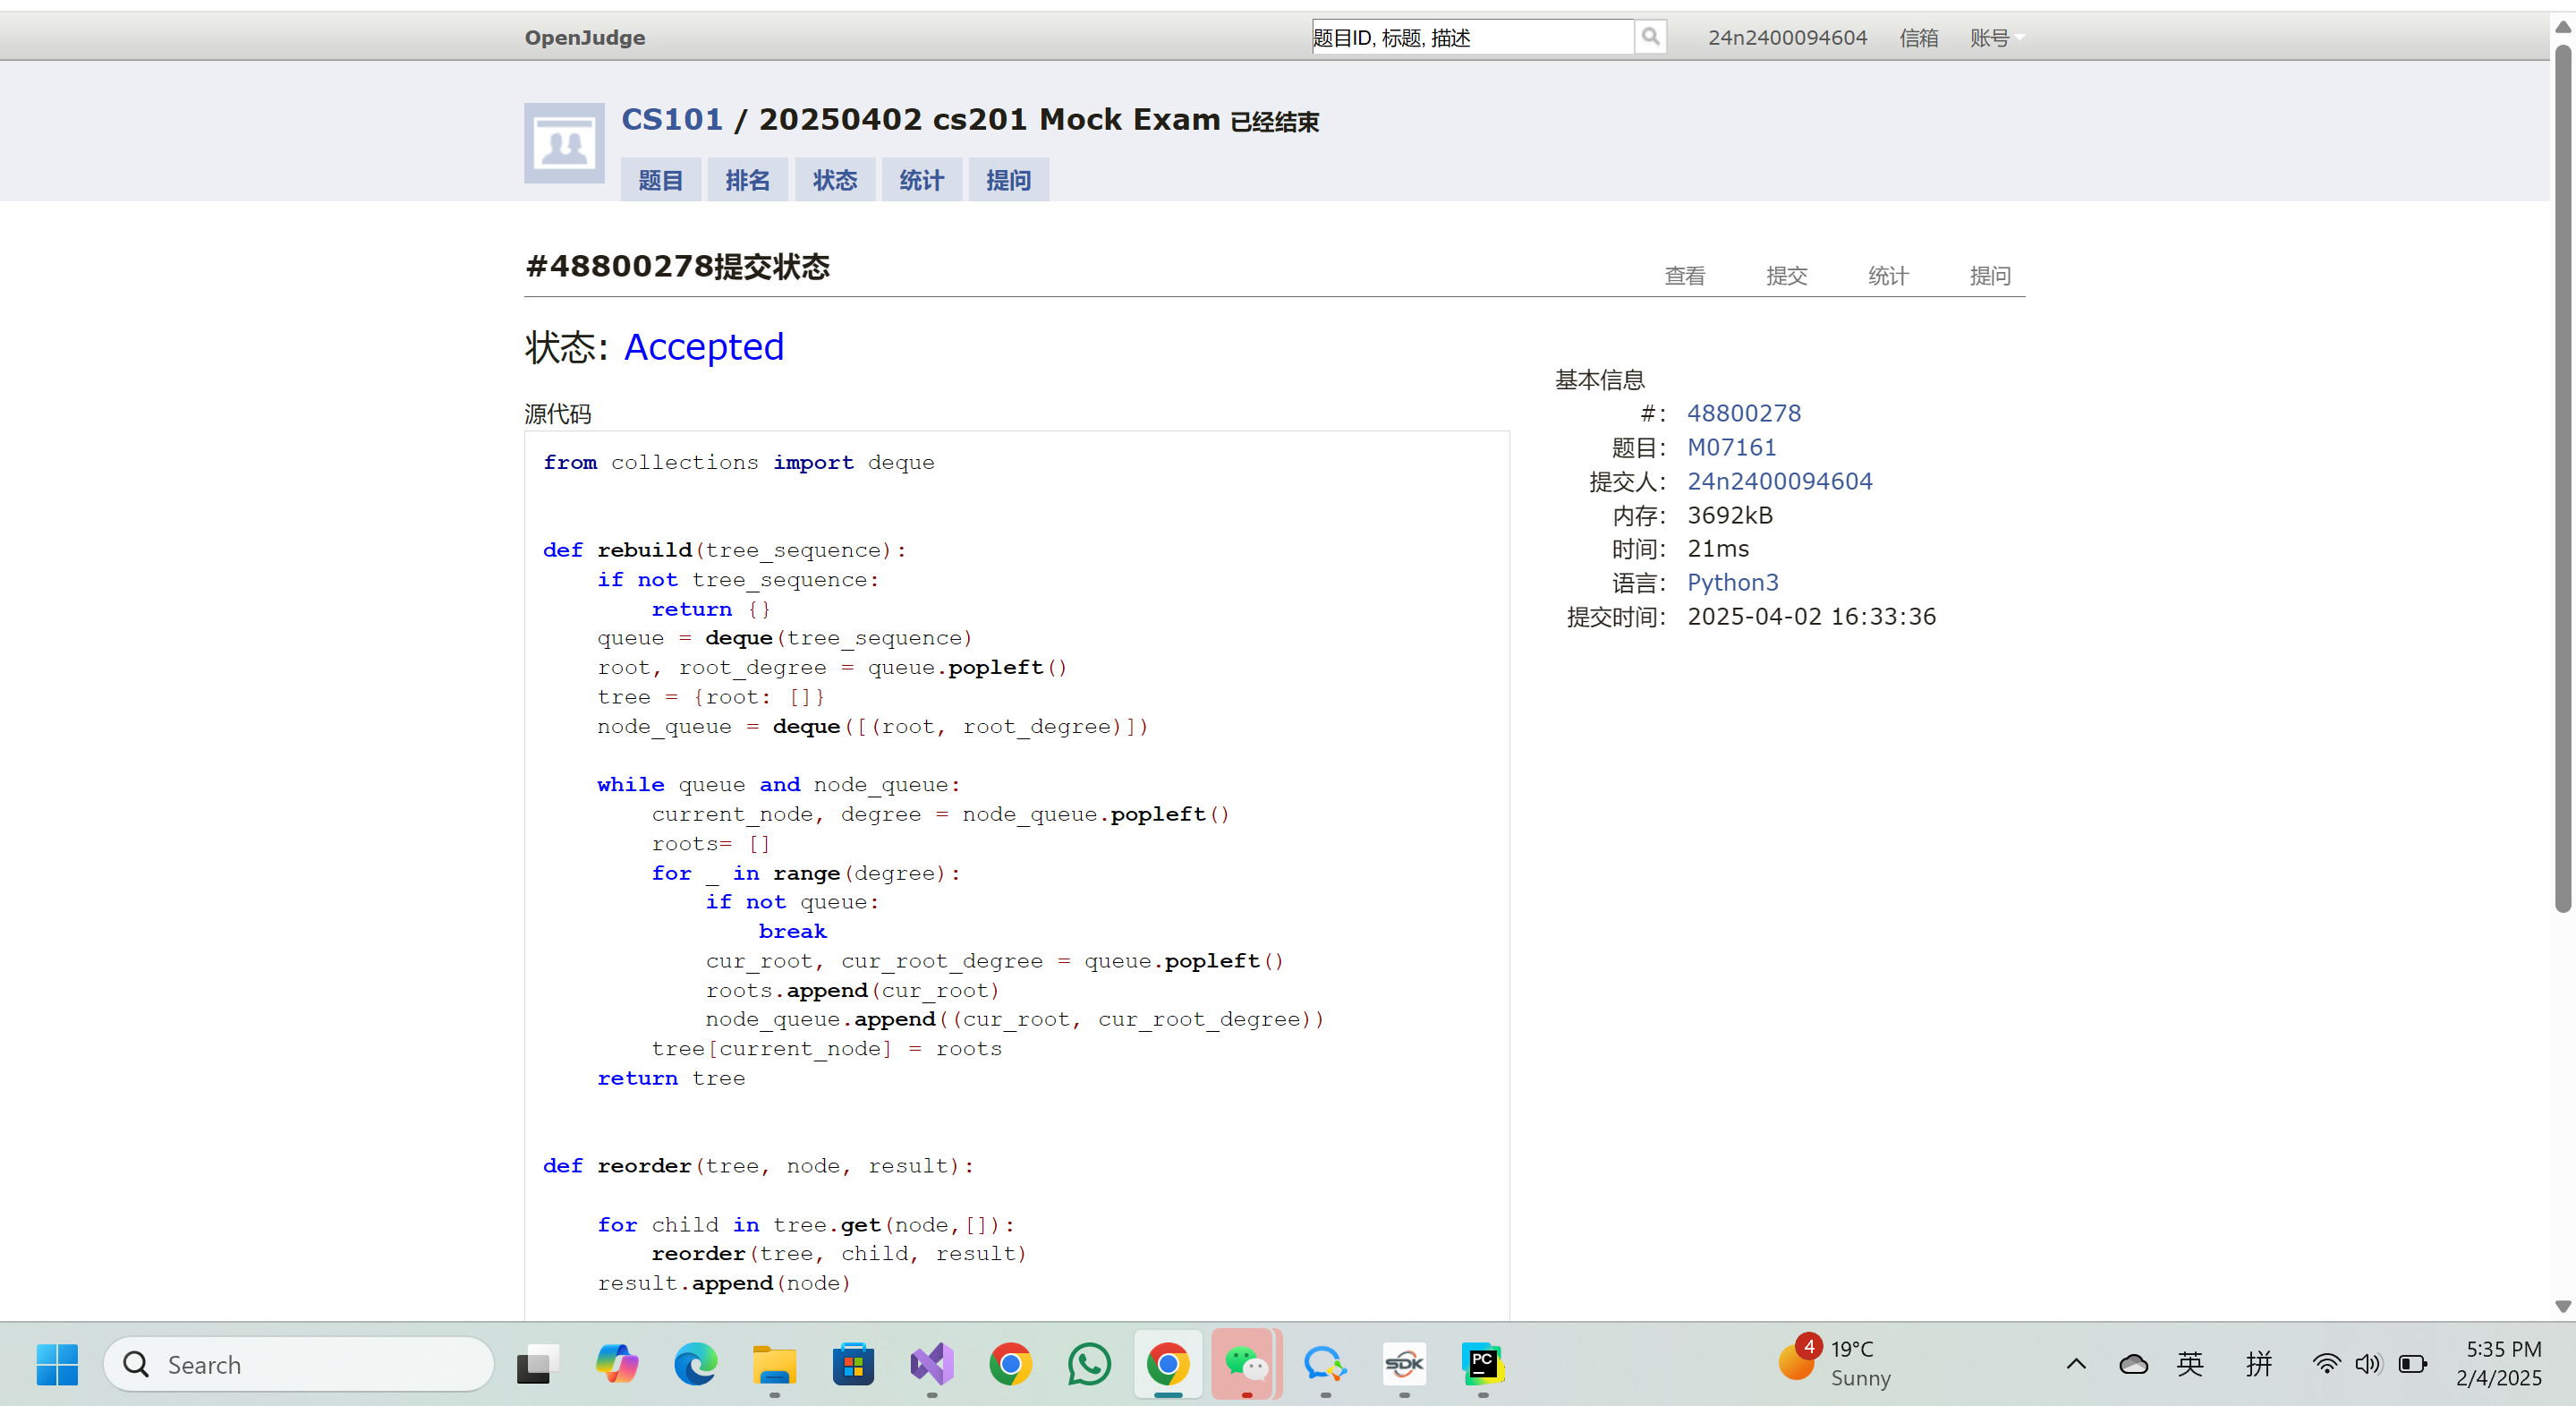 OpenJudge
题目ID, 标题, 描述
24n2400094604
信箱
账号
CS101 / 20250402 cs201 Mock Exam 已经结束
题目
排名
状态
统计
提问
#48800278提交状态
查看
提交
统计
提问
状态: Accepted
源代码
from collections import deque
def rebuild(tree_sequence):
    if not tree_sequence:
        return {}
    queue = deque(tree_sequence)
    root, root_degree = queue.popleft()
    tree = {root: []}
    node_queue = deque([(root, root_degree)])
    while queue and node_queue:
        current_node, degree = node_queue.popleft()
        roots= []
        for _ in range(degree):
            if not queue:
                break
            cur_root, cur_root_degree = queue.popleft()
            roots.append(cur_root)
            node_queue.append((cur_root, cur_root_degree))
        tree[current_node] = roots
    return tree
def reorder(tree, node, result):
    for child in tree.get(node,[]):
        reorder(tree, child, result)
    result.append(node)
基本信息
#: 48800278
题目: M07161
提交人: 24n2400094604
内存: 3692kB
时间: 21ms
语言: Python3
提交时间: 2025-04-02 16:33:36
Search
SDK
PC
4
19°C
Sunny
英
拼
5:35 PM
2/4/2025